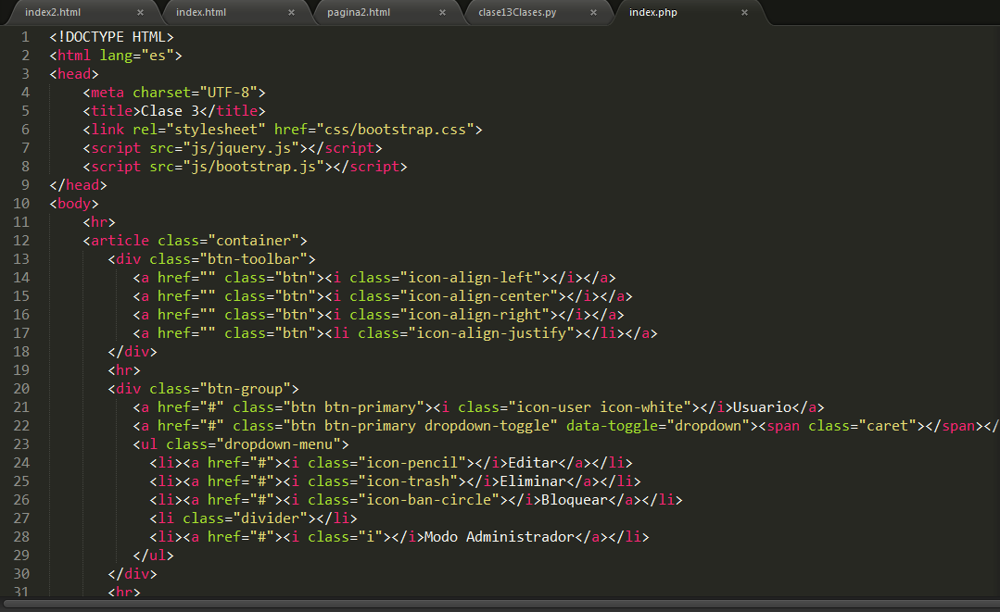 index2.html × index.html × pagina2.html × clase13Clases.py × index.php ×
1 <!DOCTYPE HTML>
2 <html lang="es">
3 <head>
4 <meta charset="UTF-8">
5 <title>Clase 3</title>
6 <link rel="stylesheet" href="css/bootstrap.css">
7 <script src="js/jquery.js"></script>
8 <script src="js/bootstrap.js"></script>
9 </head>
10 <body>
11 <hr>
12 <article class="container">
13 <div class="btn-toolbar">
14 <a href="" class="btn"><i class="icon-align-left"></i></a>
15 <a href="" class="btn"><i class="icon-align-center"></i></a>
16 <a href="" class="btn"><i class="icon-align-right"></i></a>
17 <a href="" class="btn"><li class="icon-align-justify"></li></a>
18 </div>
19 <hr>
20 <div class="btn-group">
21 <a href="#" class="btn btn-primary"><i class="icon-user icon-white"></i>Usuario</a>
22 <a href="#" class="btn btn-primary dropdown-toggle" data-toggle="dropdown"><span class="caret"></span></
23 <ul class="dropdown-menu">
24 <li><a href="#"><i class="icon-pencil"></i>Editar</a></li>
25 <li><a href="#"><i class="icon-trash"></i>Eliminar</a></li>
26 <li><a href="#"><i class="icon-ban-circle"></i>Bloquear</a></li>
27 <li class="divider"></li>
28 <li><a href="#"><i class="i"></i>Modo Administrador</a></li>
29 </ul>
30 </div>
31 <hr>